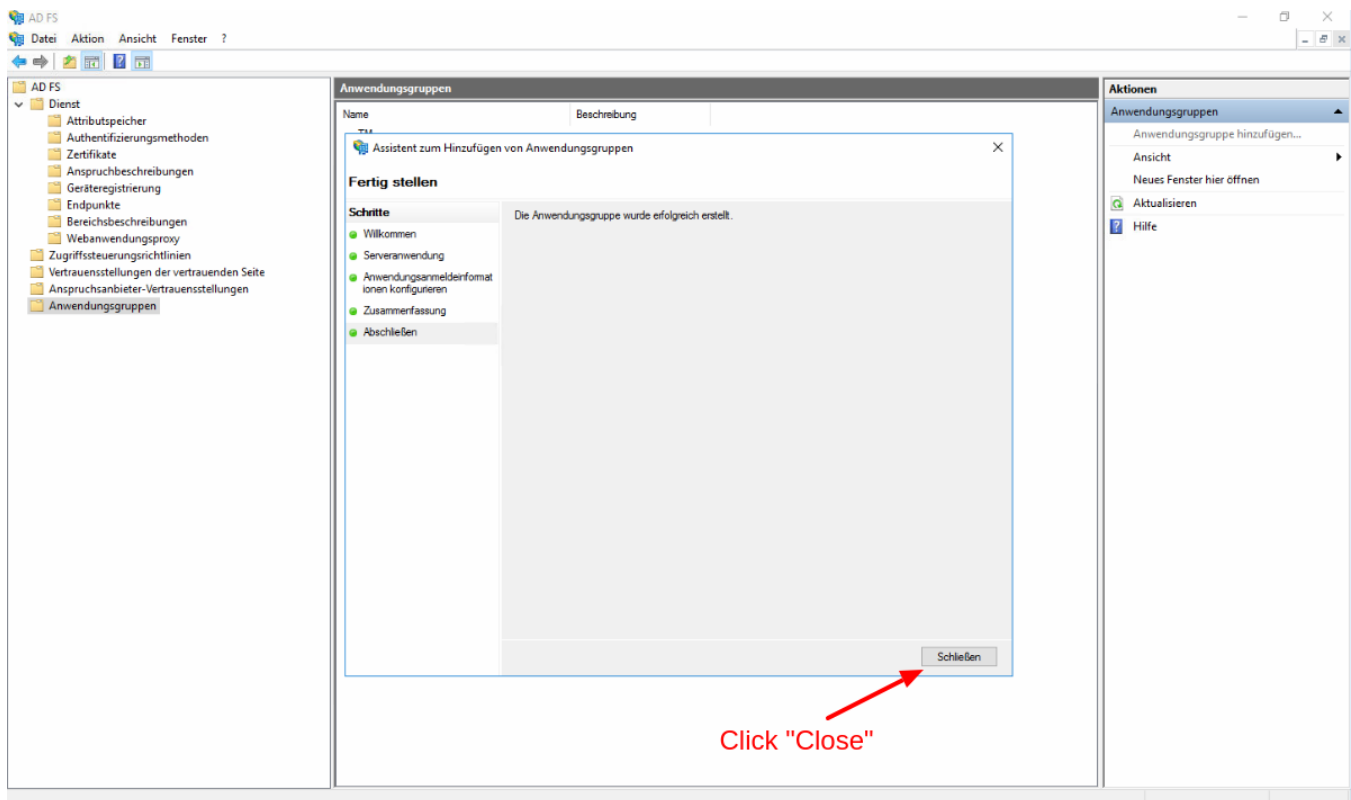 AD FS
Datei Aktion Ansicht Fenster ?
AD FS
Dienst
Attributspeicher
Authentifizierungsmethoden
Zertifikate
Anspruchbeschreibungen
Geräteregistrierung
Endpunkte
Bereichsbeschreibungen
Webanwendungsproxy
Zugriffssteuerungsrichtlinien
Vertrauensstellungen der vertrauenden Seite
Anspruchsanbieter-Vertrauensstellungen
Anwendungsgruppen
Anwendungsgruppen
Name Beschreibung
Assistent zum Hinzufügen von Anwendungsgruppen
Fertig stellen
Schritte
Willkommen
Serveranwendung
Anwendungsanmeldeinformat
ionen konfigurieren
Zusammenfassung
Abschließen
Die Anwendungsgruppe wurde erfolgreich erstellt.
Schließen
Click "Close"
Aktionen
Anwendungsgruppen
Anwendungsgruppe hinzufügen...
Ansicht
Neues Fenster hier öffnen
Aktualisieren
Hilfe